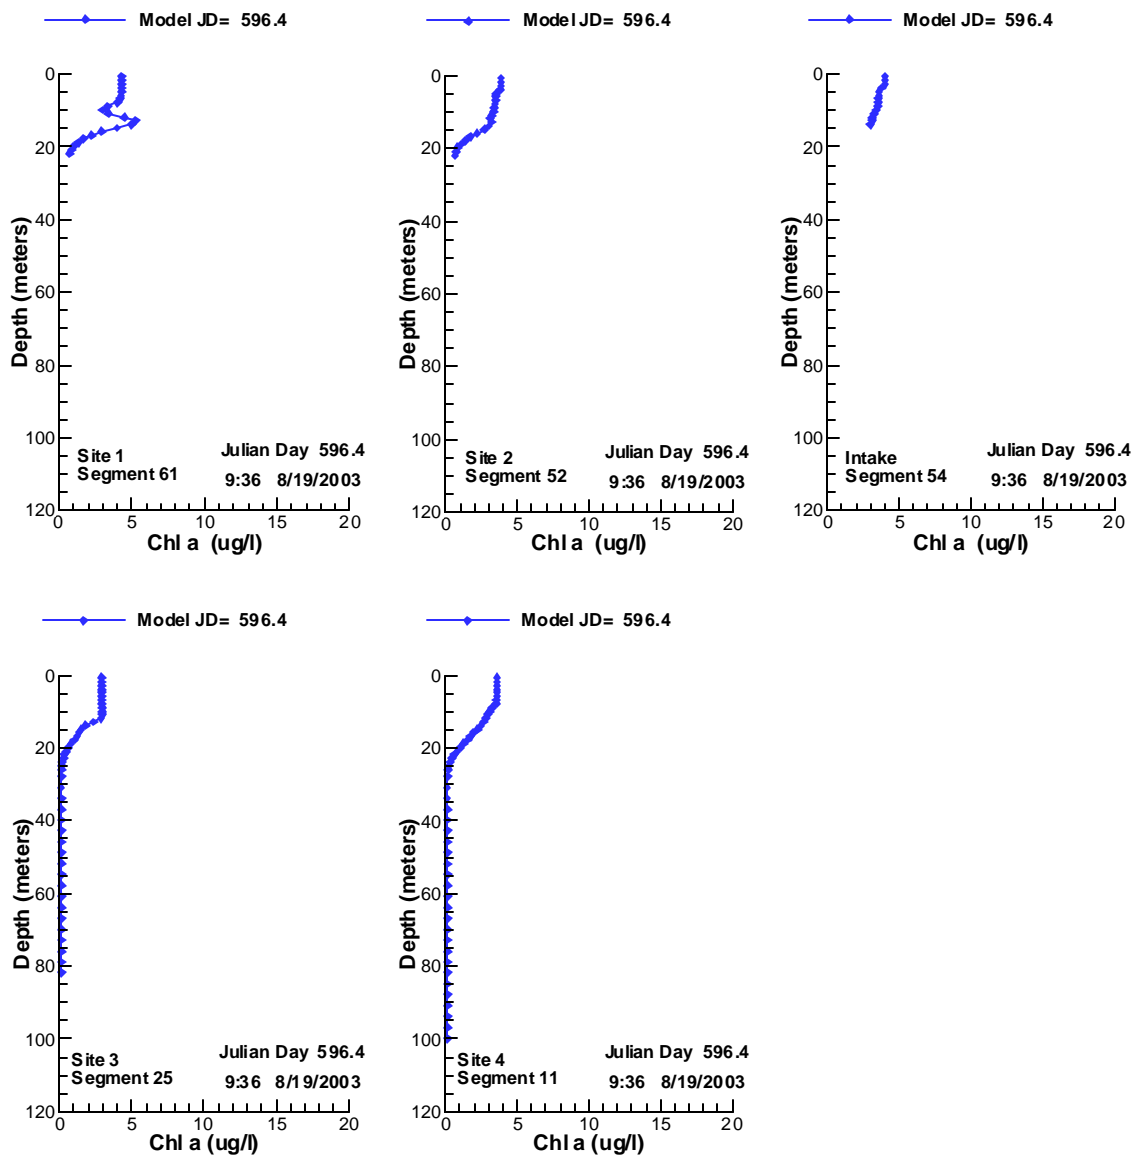 Model JD= 596.4
0
20
40
60
80
100
120
Depth (meters)
Site 1
Segment 61
Julian Day 596.4
9:36 8/19/2003
0 5 10 15 20
Chl a (ug/l)
Model JD= 596.4
0
20
40
60
80
100
120
Depth (meters)
Site 2
Segment 52
Julian Day 596.4
9:36 8/19/2003
0 5 10 15 20
Chl a (ug/l)
Model JD= 596.4
0
20
40
60
80
100
120
Depth (meters)
Intake
Segment 54
Julian Day 596.4
9:36 8/19/2003
0 5 10 15 20
Chl a (ug/l)
Model JD= 596.4
0
20
40
60
80
100
120
Depth (meters)
Site 3
Segment 25
Julian Day 596.4
9:36 8/19/2003
0 5 10 15 20
Chl a (ug/l)
Model JD= 596.4
0
20
40
60
80
100
120
Depth (meters)
Site 4
Segment 11
Julian Day 596.4
9:36 8/19/2003
0 5 10 15 20
Chl a (ug/l)